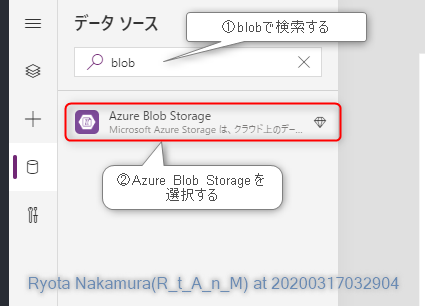 データ ソース
①blobで検索する
blob
Azure Blob Storage
Microsoft Azure Storage は、クラウド上のデー...
②Azure Blob Storageを
選択する
Ryota Nakamura(R_t_A_n_M) at 20200317032904